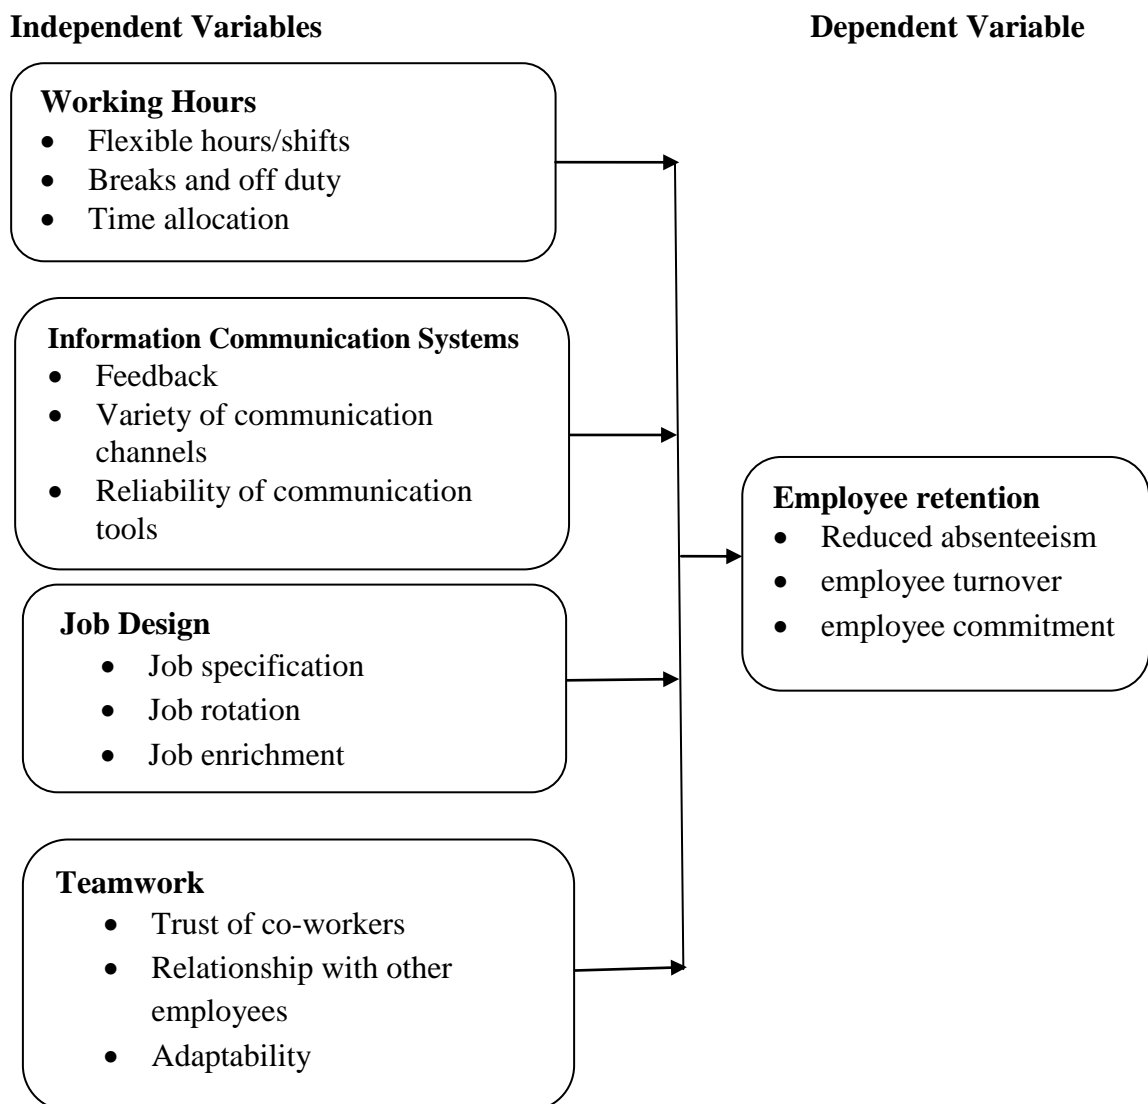 Independent Variables
Dependent Variable
Working Hours
• Flexible hours/shifts
• Breaks and off duty
• Time allocation
Information Communication Systems
• Feedback
• Variety of communication
channels
• Reliability of communication
tools
Job Design
• Job specification
• Job rotation
• Job enrichment
Teamwork
• Trust of co-workers
• Relationship with other
employees
• Adaptability
Employee retention
• Reduced absenteeism
• employee turnover
• employee commitment